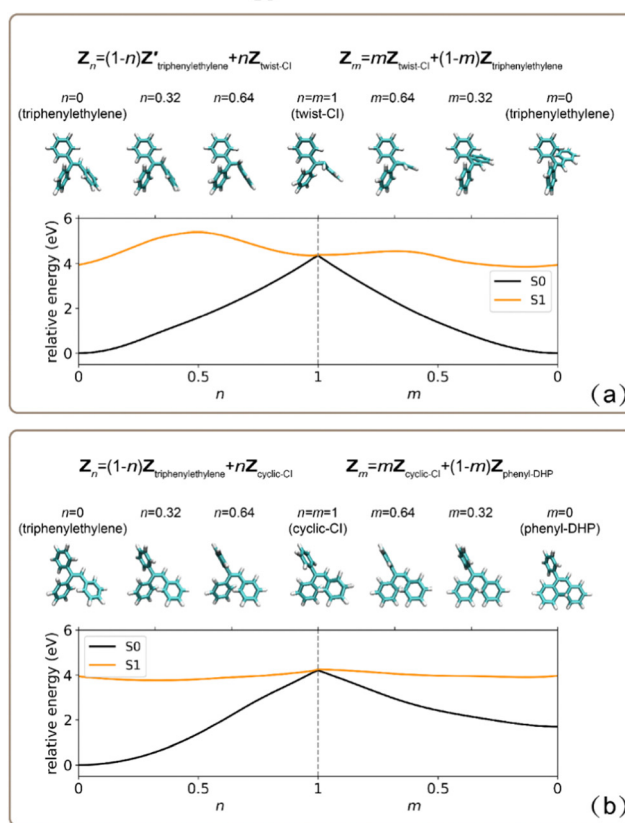 Zn=(1-n)Z′triphenylethylene+nZtwist-CI Zm=mZtwist-CI+(1-m)Ztriphenylethylene
n=0 n=0.32 n=0.64 n=m=1 m=0.64 m=0.32 m=0
(triphenylethylene) (twist-CI) (triphenylethylene)
6
4
2
0
relative energy (eV)
S0
S1
0 0.5 1 0.5 0
n m
(a)
Zn=(1-n)Ztriphenylethylene+nZcyclic-CI Zm=mZcyclic-CI+(1-m)Zphenyl-DHP
n=0 n=0.32 n=0.64 n=m=1 m=0.64 m=0.32 m=0
(triphenylethylene) (cyclic-CI) (phenyl-DHP)
6
4
2
0
relative energy (eV)
S0
S1
0 0.5 1 0.5 0
n m
(b)